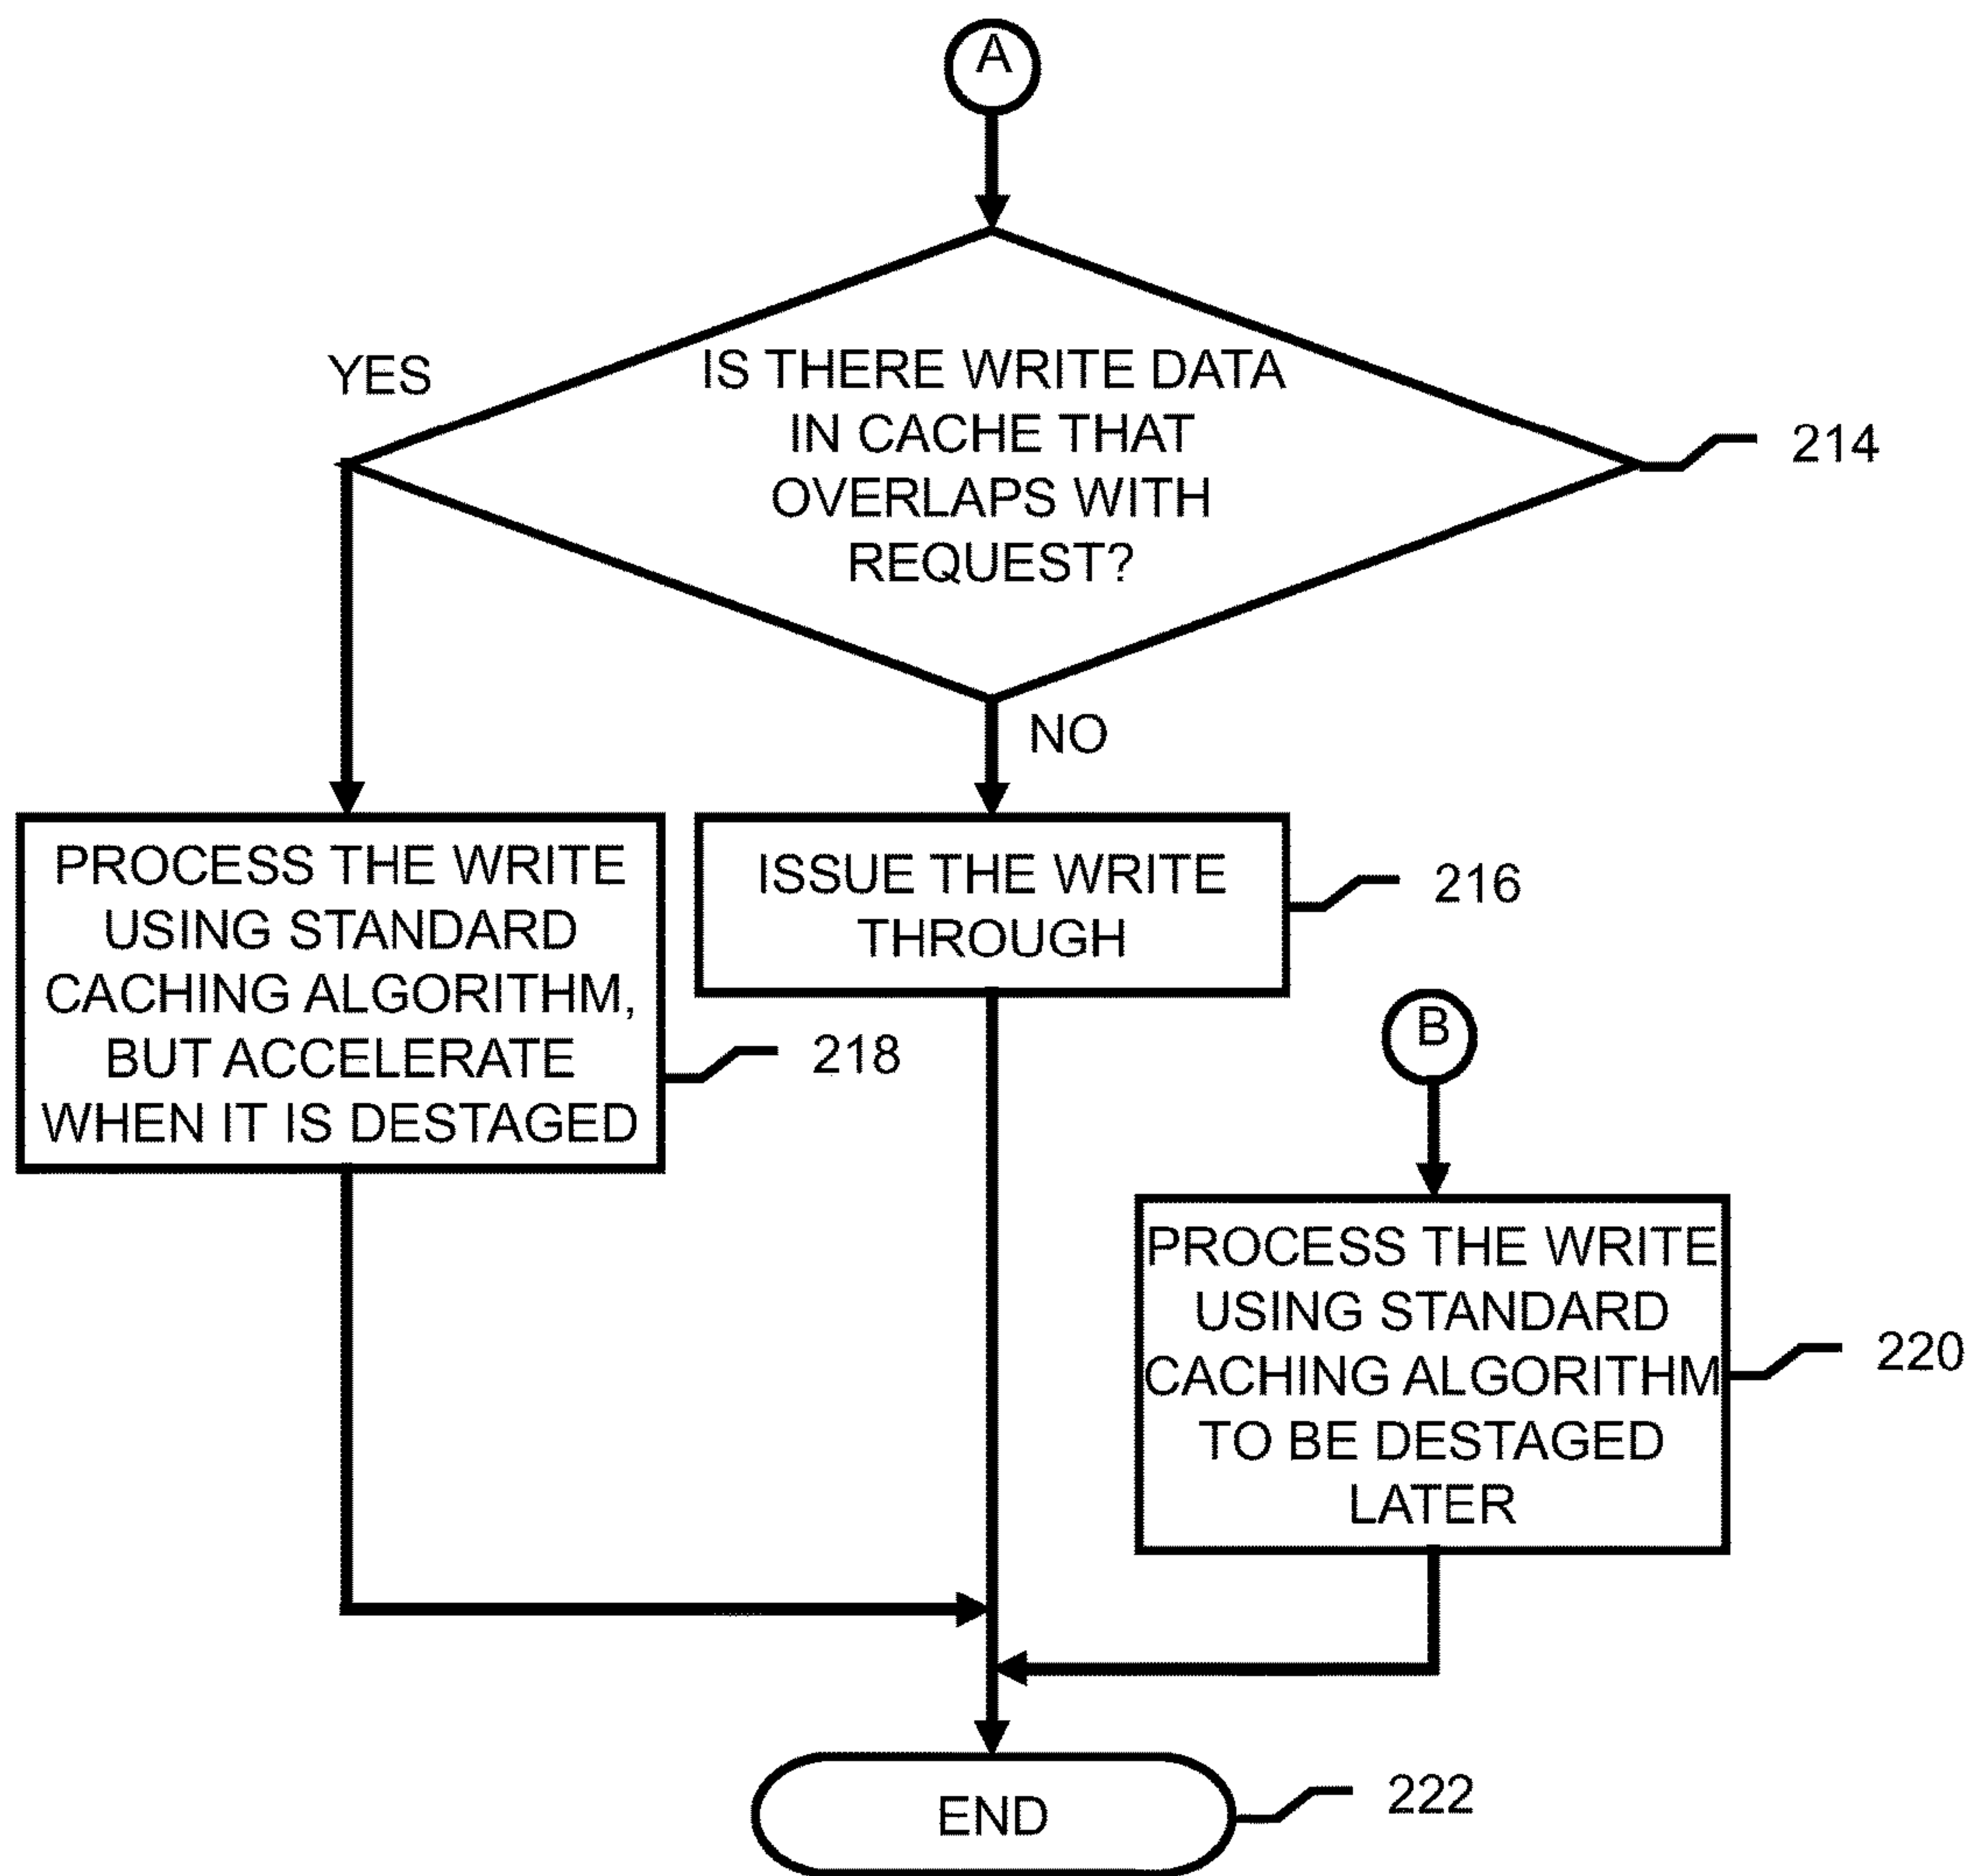 A
YES
IS THERE WRITE DATA
IN CACHE THAT
OVERLAPS WITH
REQUEST?
214
NO
PROCESS THE WRITE
USING STANDARD
CACHING ALGORITHM,
BUT ACCELERATE
WHEN IT IS DESTAGED
218
ISSUE THE WRITE
THROUGH
216
B
PROCESS THE WRITE
USING STANDARD
CACHING ALGORITHM
TO BE DESTAGED
LATER
220
END
222